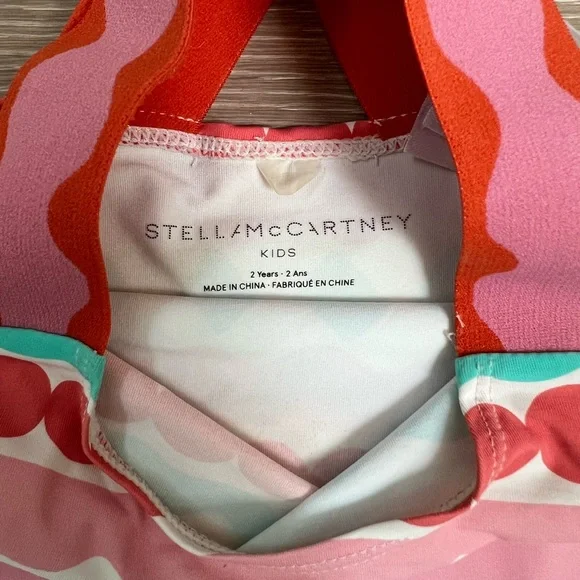 STELLAMcCARTNEY
KIDS
2 Years · 2 Ans
MADE IN CHINA · FABRIQUÉ EN CHINE